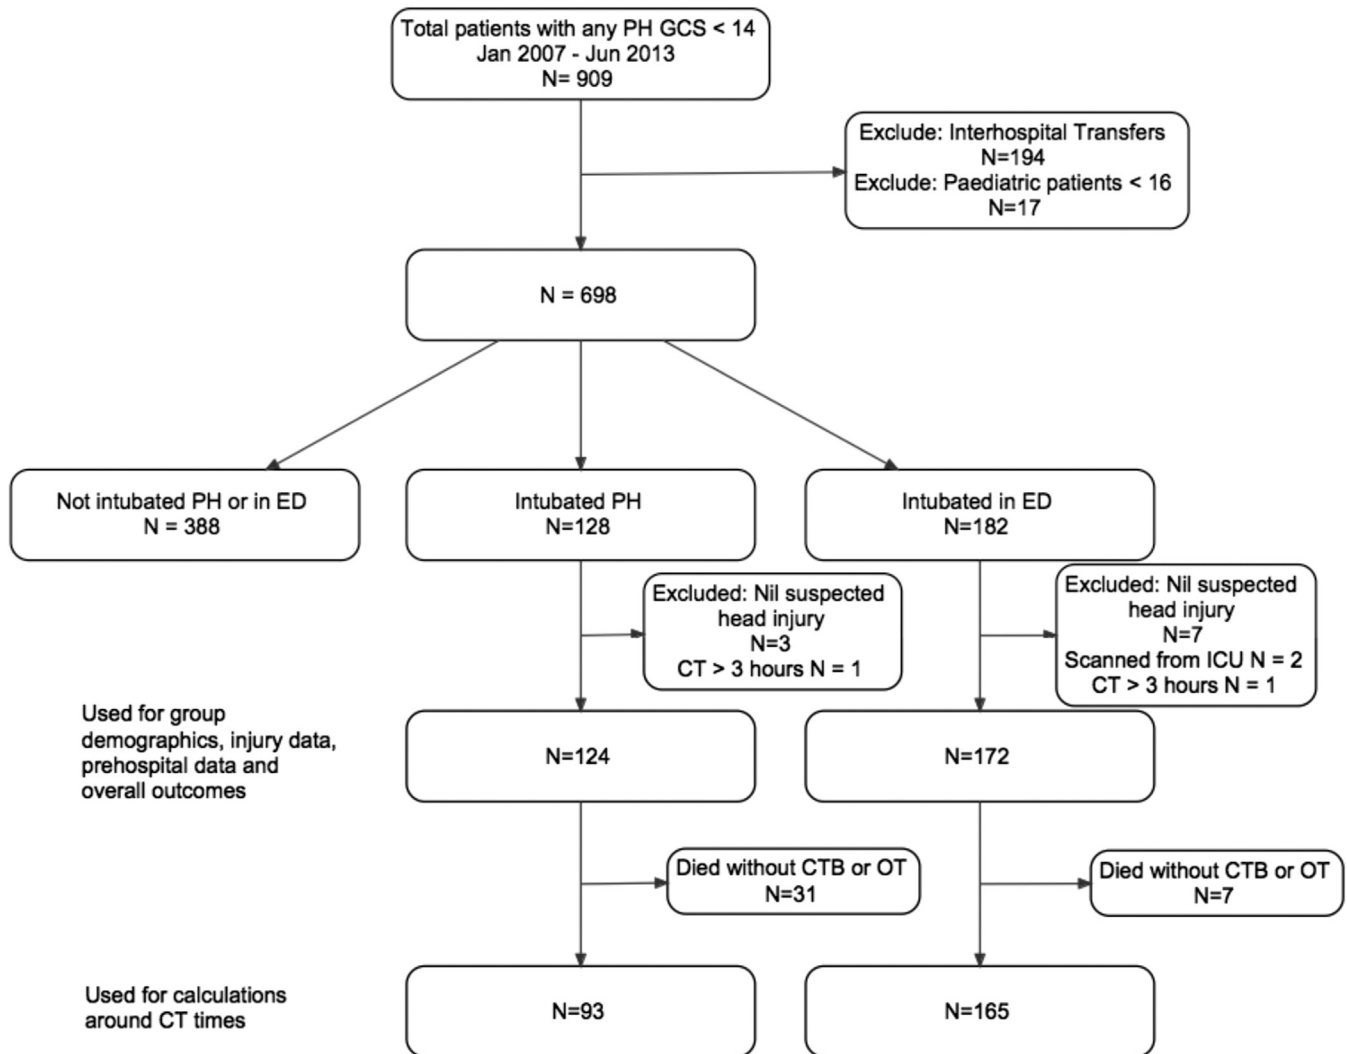 Total patients with any PH GCS < 14
Jan 2007 - Jun 2013
N= 909
Exclude: Interhospital Transfers
N=194
Exclude: Paediatric patients < 16
N=17
N = 698
Not intubated PH or in ED
N = 388
Intubated PH
N=128
Intubated in ED
N=182
Excluded: Nil suspected
head injury
N=3
CT > 3 hours N = 1
Excluded: Nil suspected
head injury
N=7
Scanned from ICU N = 2
CT > 3 hours N = 1
Used for group
demographics, injury data,
prehospital data and
overall outcomes
N=124
N=172
Died without CTB or OT
N=31
Died without CTB or OT
N=7
Used for calculations
around CT times
N=93
N=165